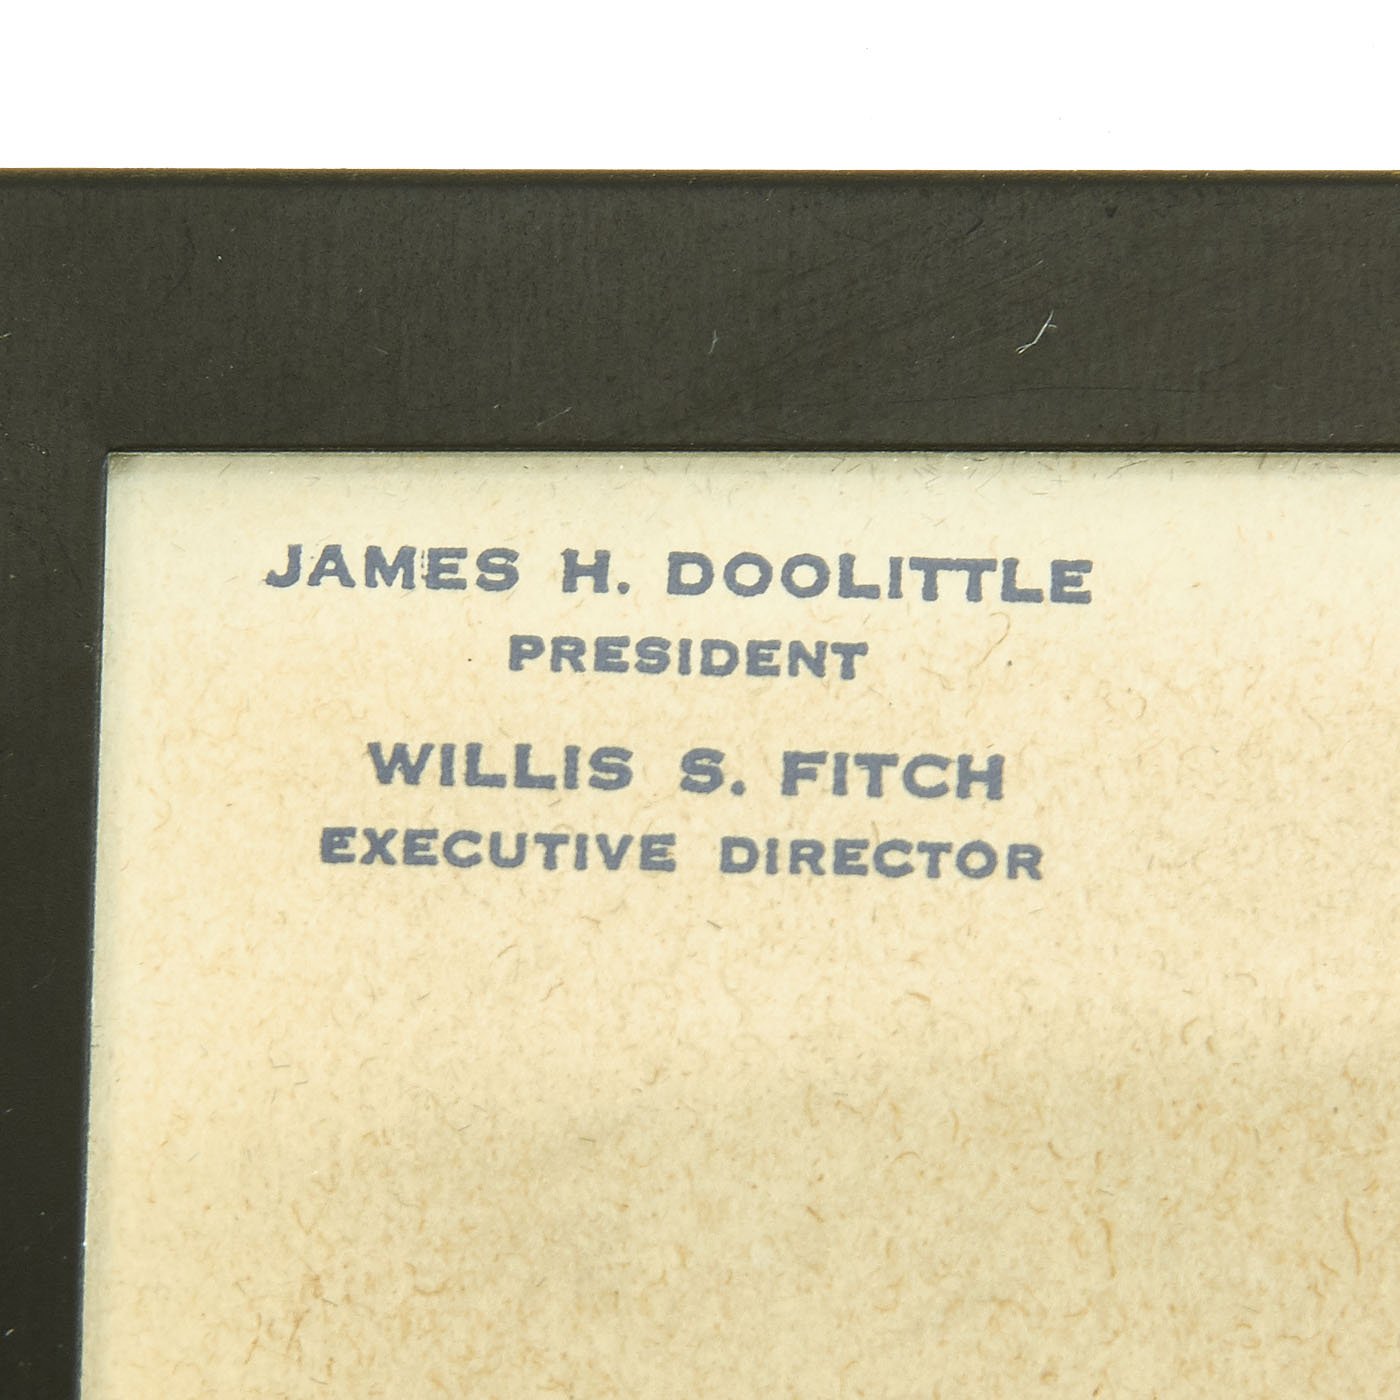 JAMES H. DOOLITTLE
PRESIDENT
WILLIS S. FITCH
EXECUTIVE DIRECTOR